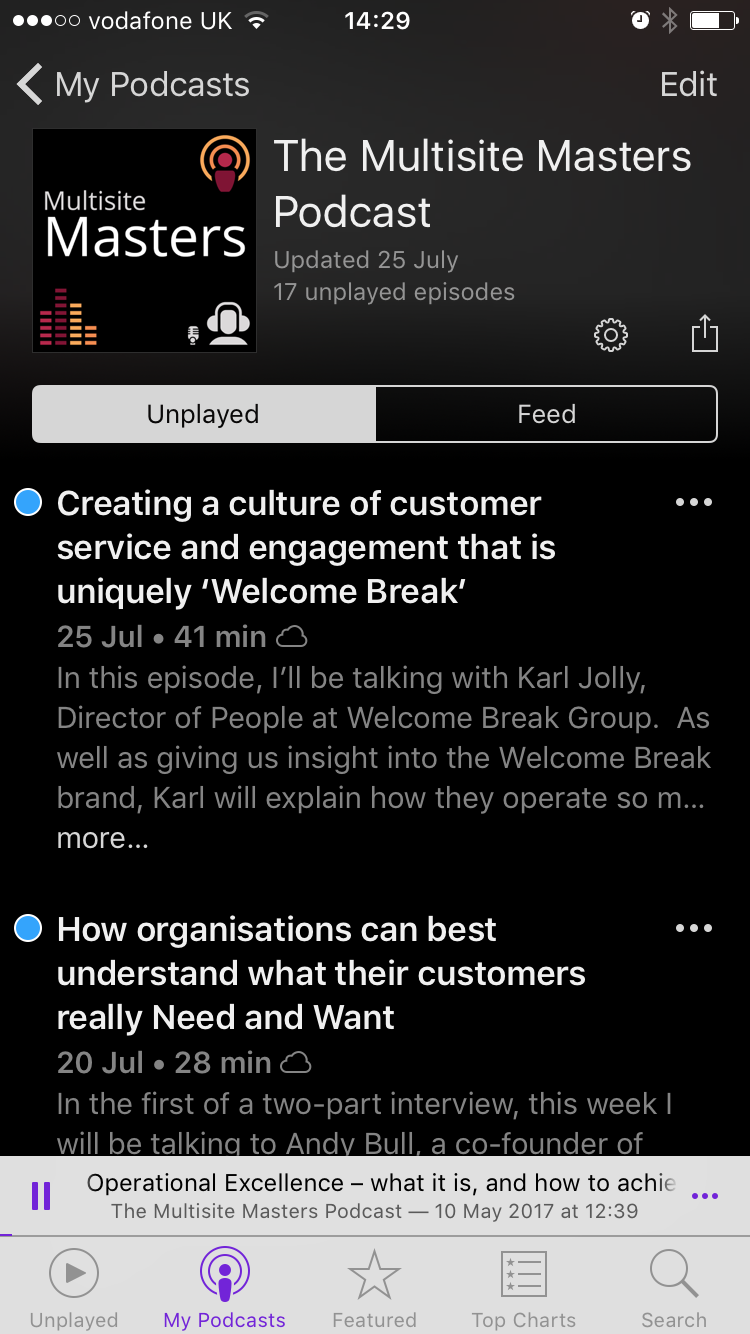 vodafone UK 14:29
My Podcasts Edit
Multisite
Masters
The Multisite Masters
Podcast
Updated 25 July
17 unplayed episodes
Unplayed Feed
Creating a culture of customer
service and engagement that is
uniquely ‘Welcome Break’
25 Jul • 41 min
In this episode, I’ll be talking with Karl Jolly,
Director of People at Welcome Break Group.  As
well as giving us insight into the Welcome Break
brand, Karl will explain how they operate so m...
more...
How organisations can best
understand what their customers
really Need and Want
20 Jul • 28 min
In the first of a two-part interview, this week I
will be talking to Andy Bull, a co-founder of
Operational Excellence – what it is, and how to achie
The Multisite Masters Podcast — 10 May 2017 at 12:39
Unplayed My Podcasts Featured Top Charts Search